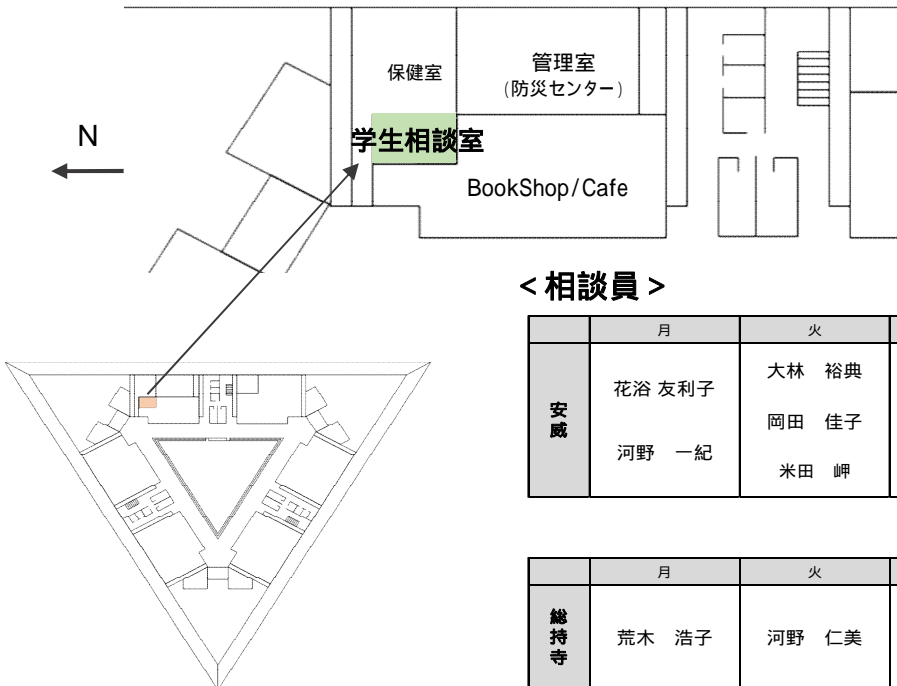 保健室
管理室
(防災センター)
N
学生相談室
BookShop/Cafe
<相談員>
月 火
安威
花谷 友利子
河野 一紀
大林 裕典
岡田 佳子
米田 岬
月 火
総持寺
荒木 浩子
河野 仁美